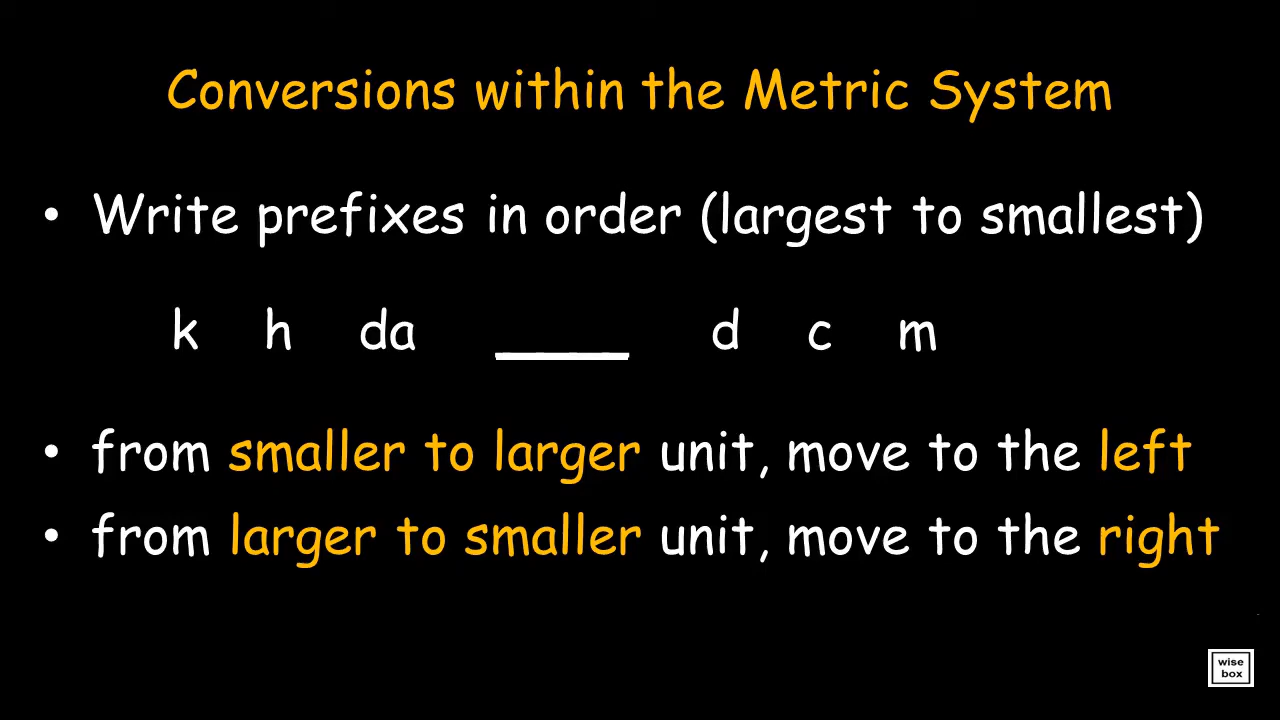 Conversions within the Metric System
• Write prefixes in order (largest to smallest)
k h da ____ d c m
• from smaller to larger unit, move to the left
• from larger to smaller unit, move to the right
wise
box